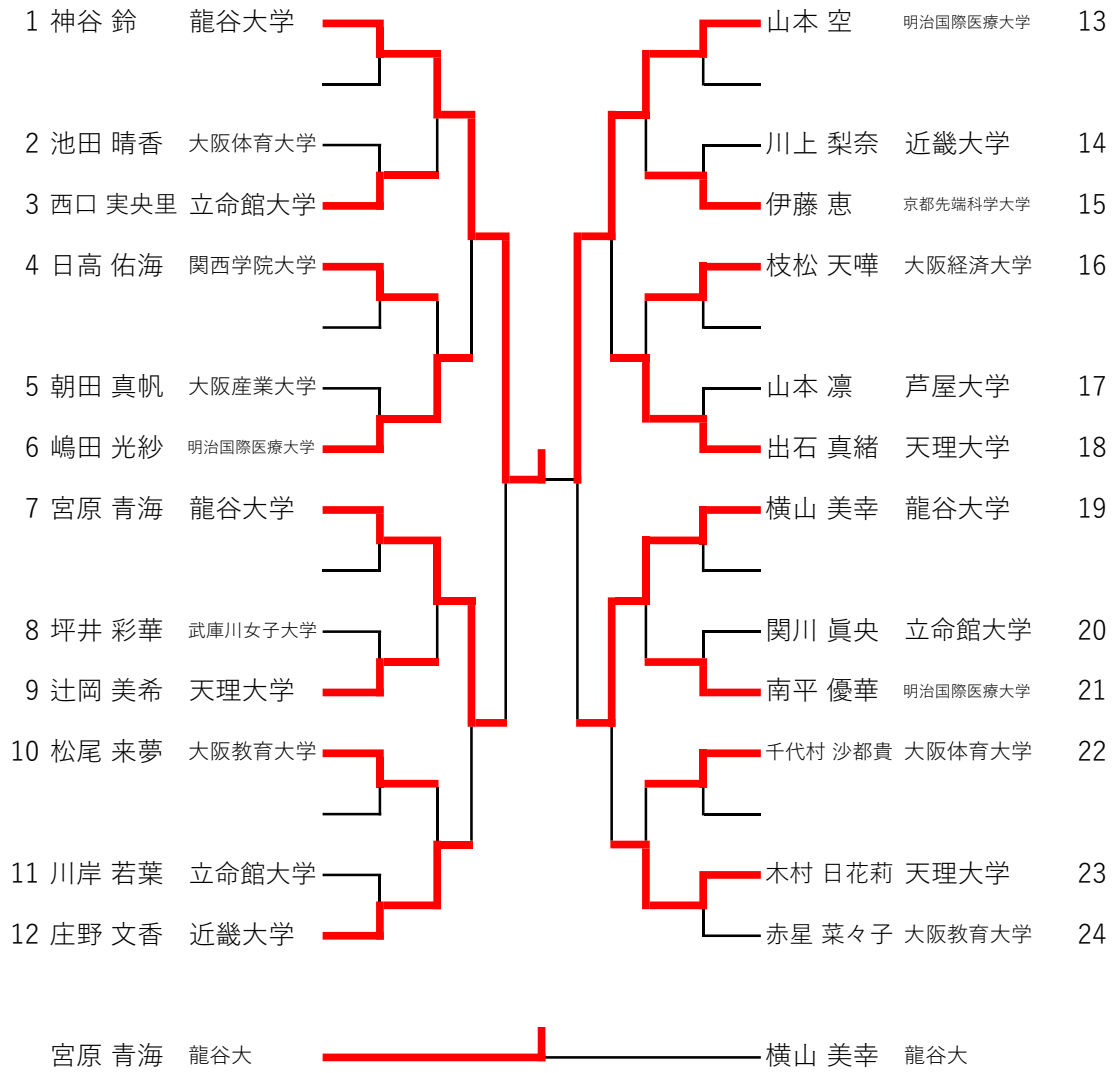 1 神谷 鈴 龍谷大学
2 池田 晴香 大阪体育大学
3 西口 実央里 立命館大学
4 日高 佑海 関西学院大学
5 朝田 真帆 大阪産業大学
6 嶋田 光紗 明治国際医療大学
7 宮原 青海 龍谷大学
8 坪井 彩華 武庫川女子大学
9 辻岡 美希 天理大学
10 松尾 来夢 大阪教育大学
11 川岸 若葉 立命館大学
12 庄野 文香 近畿大学
山本 空 明治国際医療大学 13
川上 梨奈 近畿大学 14
伊藤 恵 京都先端科学大学 15
枝松 天嘩 大阪経済大学 16
山本 凛 芦屋大学 17
出石 真緒 天理大学 18
横山 美幸 龍谷大学 19
関川 眞央 立命館大学 20
南平 優華 明治国際医療大学 21
千代村 沙都貴 大阪体育大学 22
木村 日花莉 天理大学 23
赤星 菜々子 大阪教育大学 24
宮原 青海 龍谷大
横山 美幸 龍谷大